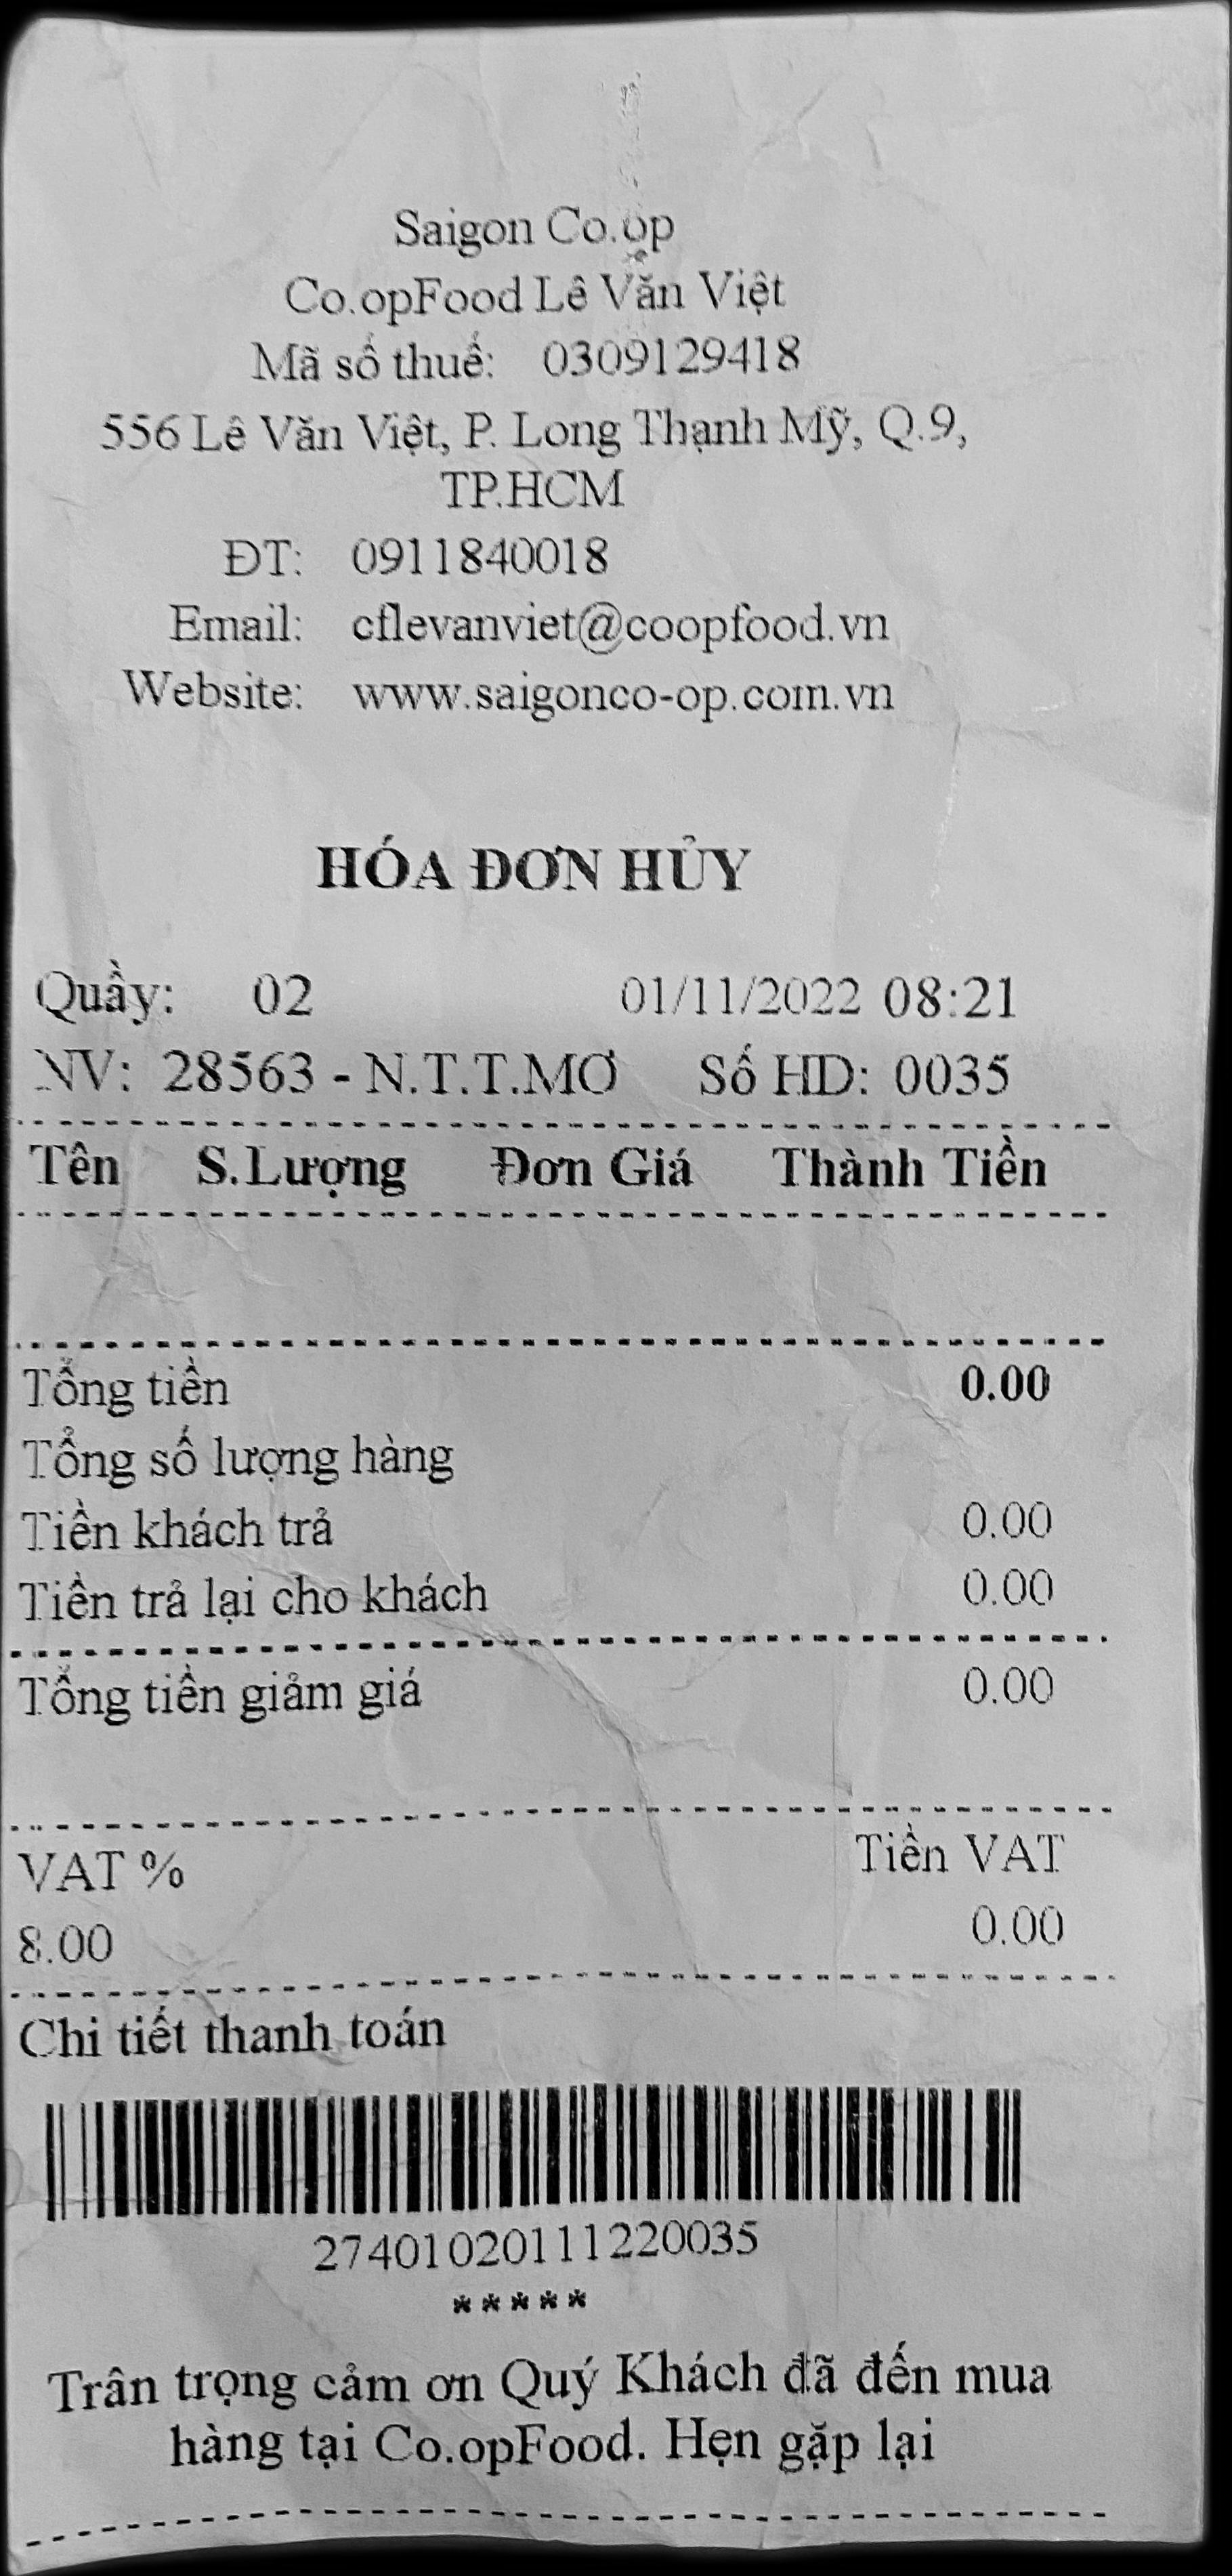 Saigon Co.op
Co.opFood Lê Văn Việt
Mã số thuế: 0309129418
556 Lê Văn Việt, P. Long Thạnh Mỹ, Q.9,
TP.HCM
ĐT: 0911840018
Email: cflevanviet@coopfood.vn
Website: www.saigonco-op.com.vn
HÓA ĐƠN HỦY
Quầy: 02 01/11/2022 08:21
NV: 28563 - N.T.T.MƠ Số HD: 0035
Tên S.Lượng Đơn Giá Thành Tiền
Tổng tiền 0.00
Tổng số lượng hàng
Tiền khách trả 0.00
Tiền trả lại cho khách 0.00
Tổng tiền giảm giá 0.00
VAT % Tiền VAT
8.00 0.00
Chi tiết thanh toán
27401020111220035
*****
Trân trọng cảm ơn Quý Khách đã đến mua
hàng tại Co.opFood. Hẹn gặp lại